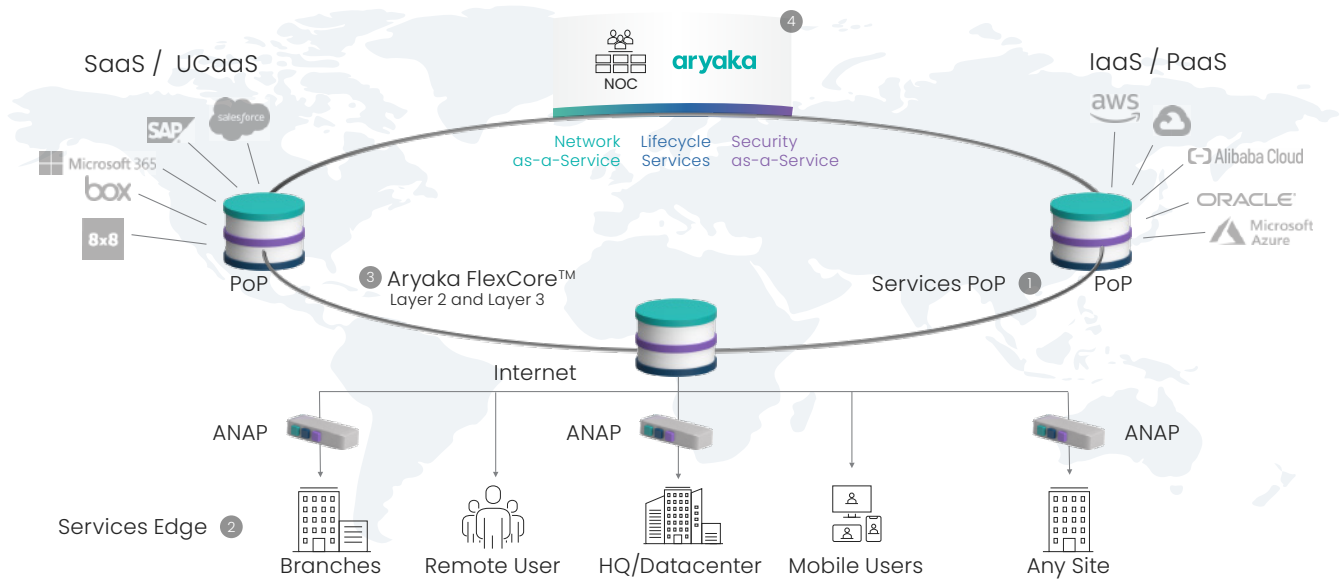 4
NOC
aryaka
SaaS / UCaaS
IaaS / PaaS
salesforce
SAP
Microsoft 365
box
8x8
aws
Alibaba Cloud
ORACLE
Microsoft
Azure
Network
as-a-Service
Lifecycle
Services
Security
as-a-Service
PoP
3 Aryaka FlexCore™
Layer 2 and Layer 3
Services PoP 1
PoP
Internet
ANAP
ANAP
ANAP
Services Edge 2
Branches
Remote User
HQ/Datacenter
Mobile Users
Any Site